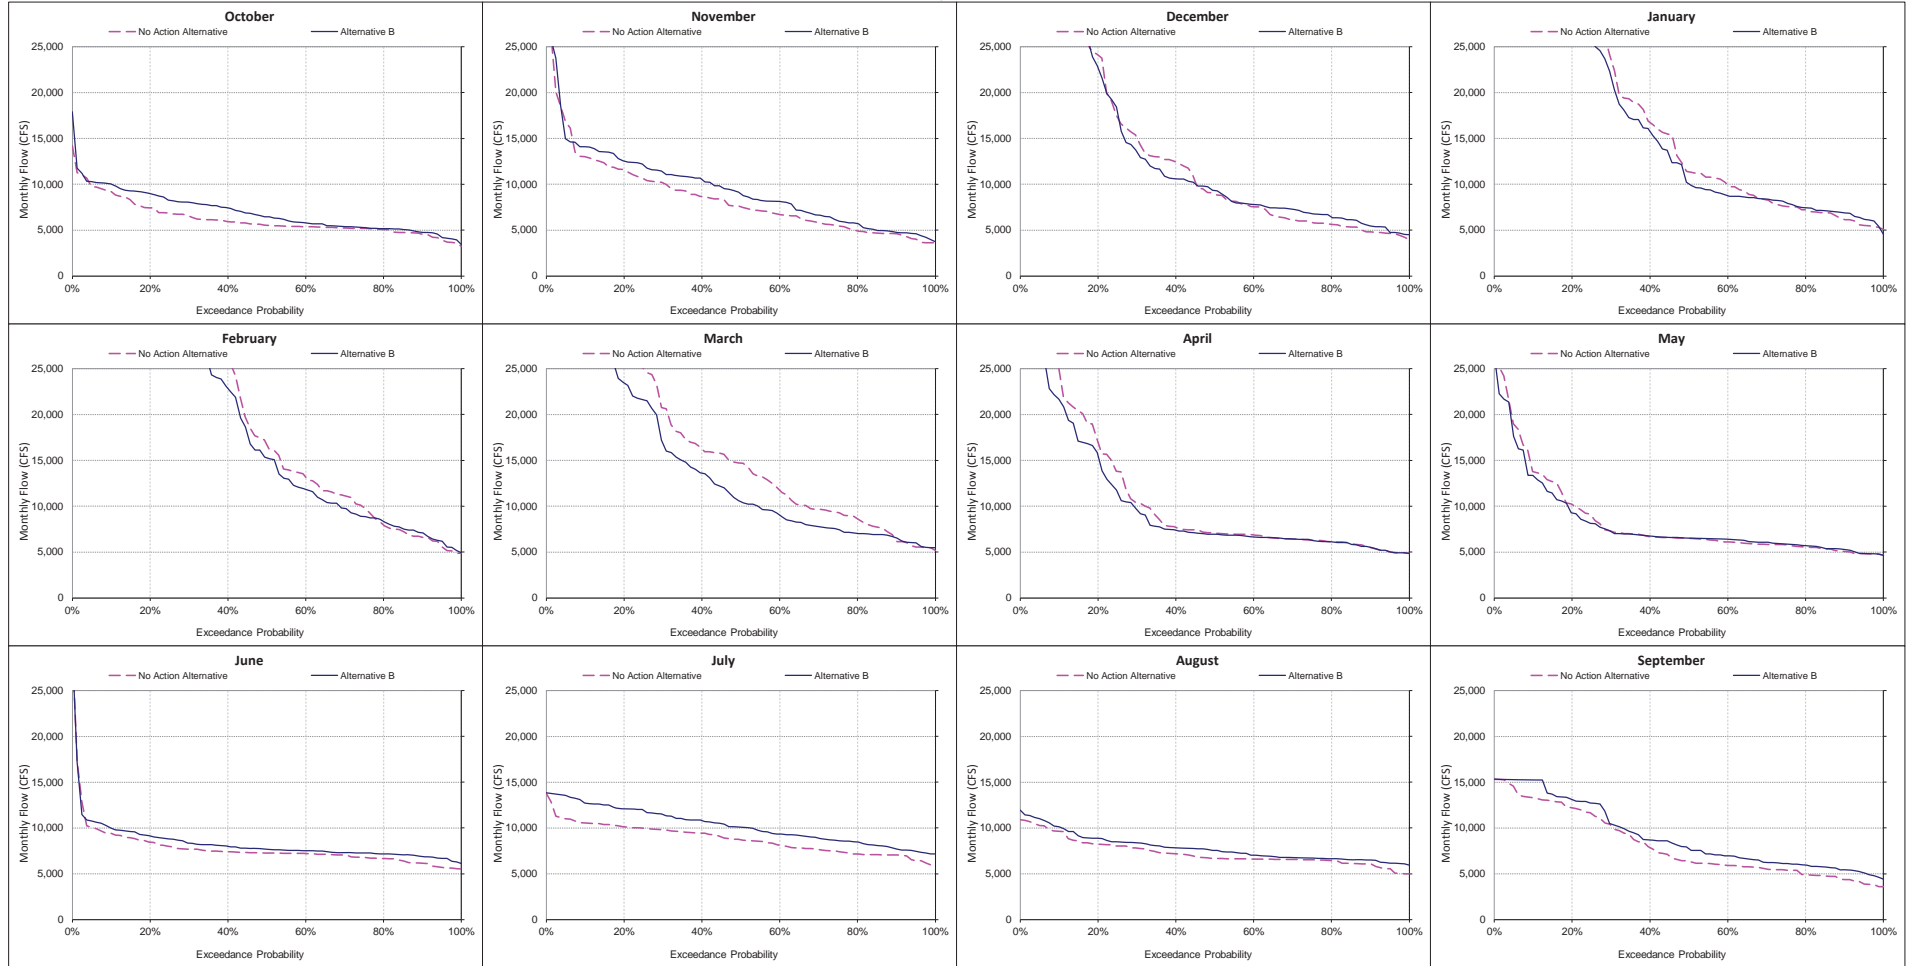 October
No Action Alternative Alternative B
Monthly Flow (CFS)
25,000
20,000
15,000
10,000
5,000
0
0% 20% 40% 60% 80% 100%
Exceedance Probability
November
No Action Alternative Alternative B
Monthly Flow (CFS)
25,000
20,000
15,000
10,000
5,000
0
0% 20% 40% 60% 80% 100%
Exceedance Probability
December
No Action Alternative Alternative B
Monthly Flow (CFS)
25,000
20,000
15,000
10,000
5,000
0
0% 20% 40% 60% 80% 100%
Exceedance Probability
January
No Action Alternative Alternative B
Monthly Flow (CFS)
25,000
20,000
15,000
10,000
5,000
0
0% 20% 40% 60% 80% 100%
Exceedance Probability
February
No Action Alternative Alternative B
Monthly Flow (CFS)
25,000
20,000
15,000
10,000
5,000
0
0% 20% 40% 60% 80% 100%
Exceedance Probability
March
No Action Alternative Alternative B
Monthly Flow (CFS)
25,000
20,000
15,000
10,000
5,000
0
0% 20% 40% 60% 80% 100%
Exceedance Probability
April
No Action Alternative Alternative B
Monthly Flow (CFS)
25,000
20,000
15,000
10,000
5,000
0
0% 20% 40% 60% 80% 100%
Exceedance Probability
May
No Action Alternative Alternative B
Monthly Flow (CFS)
25,000
20,000
15,000
10,000
5,000
0
0% 20% 40% 60% 80% 100%
Exceedance Probability
June
No Action Alternative Alternative B
Monthly Flow (CFS)
25,000
20,000
15,000
10,000
5,000
0
0% 20% 40% 60% 80% 100%
Exceedance Probability
July
No Action Alternative Alternative B
Monthly Flow (CFS)
25,000
20,000
15,000
10,000
5,000
0
0% 20% 40% 60% 80% 100%
Exceedance Probability
August
No Action Alternative Alternative B
Monthly Flow (CFS)
25,000
20,000
15,000
10,000
5,000
0
0% 20% 40% 60% 80% 100%
Exceedance Probability
September
No Action Alternative Alternative B
Monthly Flow (CFS)
25,000
20,000
15,000
10,000
5,000
0
0% 20% 40% 60% 80% 100%
Exceedance Probability